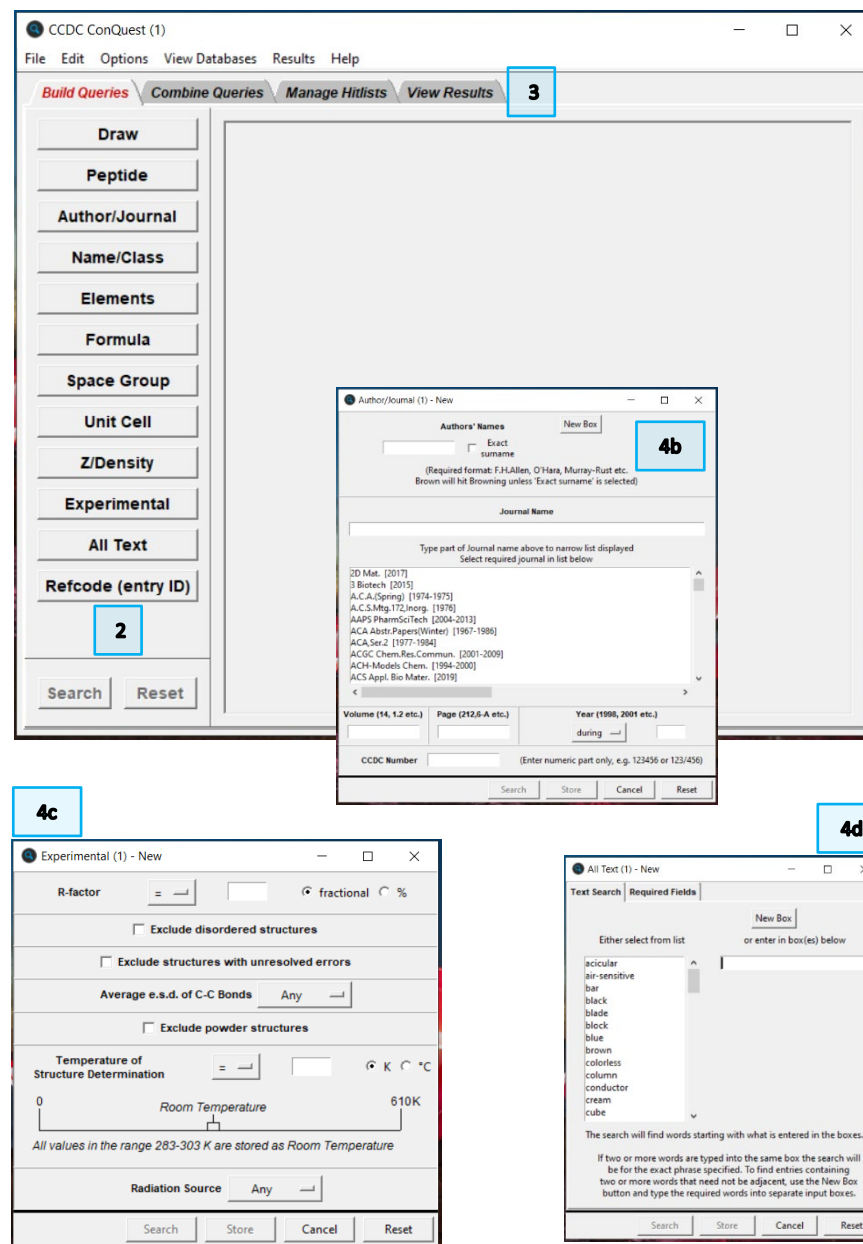 CCDC ConQuest (1)
File Edit Options View Databases Results Help
Build Queries Combine Queries Manage Hitlists View Results 3
Draw
Peptide
Author/Journal
Name/Class
Elements
Formula
Space Group
Unit Cell
Z/Density
Experimental
All Text
Refcode (entry ID)
2
Search Reset
Author/Journal (1) - New
Authors' Names New Box
4b
Exact
surname
(Required format: F.H.Allen, O'Hara, Murray-Rust etc.
Brown will hit Browning unless 'Exact surname' is selected)
Journal Name
Type part of Journal name above to narrow list displayed
Select required journal in list below
2D Mat. [2017]
3 Biotech [2015]
A.C.A.(Spring) [1974-1975]
A.C.S.Mtg.172,Inorg. [1976]
AAPS PharmSciTech [2004-2013]
ACA Abstr.Papers(Winter) [1967-1986]
ACA,Ser.2 [1977-1984]
ACGC Chem.Res.Commun. [2001-2009]
ACH-Models Chem. [1994-2000]
ACS Appl. Bio Mater. [2019]
Volume (14, 1.2 etc.) Page (212,6-A etc.) Year (1998, 2001 etc.)
during
CCDC Number (Enter numeric part only, e.g. 123456 or 123/456)
Search Store Cancel Reset
4c
Experimental (1) - New
R-factor = fractional %
Exclude disordered structures
Exclude structures with unresolved errors
Average e.s.d. of C-C Bonds Any
Exclude powder structures
Temperature of
Structure Determination = K °C
0 Room Temperature 610K
All values in the range 283-303 K are stored as Room Temperature
Radiation Source Any
Search Store Cancel Reset
4d
All Text (1) - New
Text Search Required Fields
New Box
Either select from list or enter in box(es) below
acicular
air-sensitive
bar
black
blade
block
blue
brown
colorless
column
conductor
cream
cube
The search will find words starting with what is entered in the boxes.
If two or more words are typed into the same box the search will
be for the exact phrase specified. To find entries containing
two or more words that need not be adjacent, use the New Box
button and type the required words into separate input boxes.
Search Store Cancel Reset